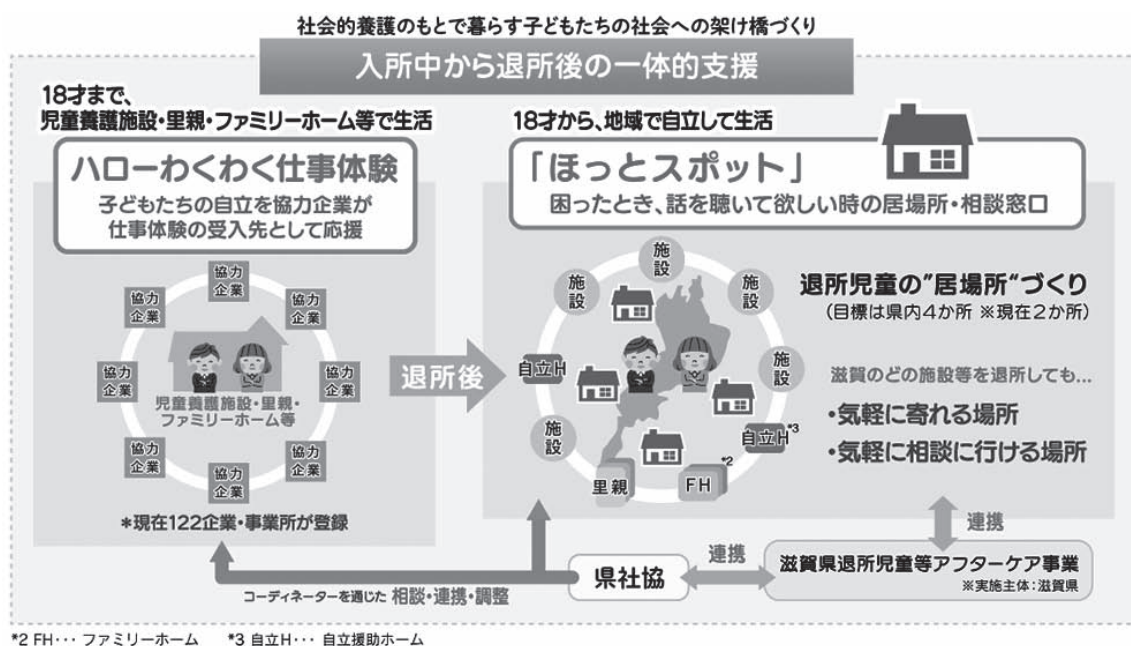 社会的養護のもとで暮らす子どもたちの社会への架け橋づくり
入所中から退所後の一体的支援
18才まで、
児童養護施設・里親・ファミリーホーム等で生活
ハローわくわく仕事体験
子どもたちの自立を協力企業が
仕事体験の受入先として応援
協力
企業
協力
企業
協力
企業
協力
企業
協力
企業
協力
企業
協力
企業
協力
企業
児童養護施設・里親・
ファミリーホーム等
*現在122企業・事業所が登録
退所後
18才から、地域で自立して生活
「ほっとスポット」
困ったとき、話を聴いて欲しい時の居場所・相談窓口
施設
施設
施設
自立H
施設
施設
自立H*3
里親
FH*2
退所児童の"居場所“づくり
(目標は県内4か所 ※現在2か所)
滋賀のどの施設等を退所しても...
・気軽に寄れる場所
・気軽に相談に行ける場所
連携
県社協
連携
滋賀県退所児童等アフターケア事業
※実施主体:滋賀県
コーディネーターを通じた 相談・連携・調整
*2 FH・・・ ファミリーホーム *3 自立H・・・ 自立援助ホーム